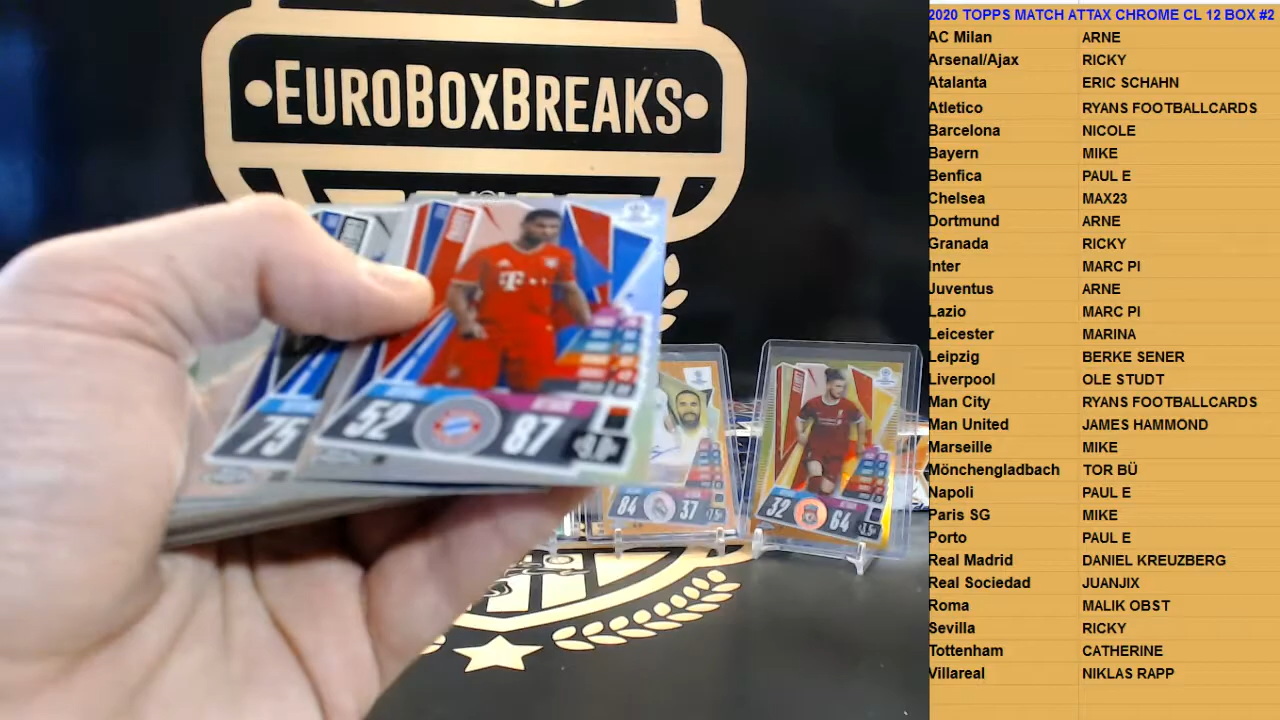 EUROBOXBREAKS
75
52
87
84
37
32
64
2020 TOPPS MATCH ATTAX CHROME CL 12 BOX #2
AC Milan ARNE
Arsenal/Ajax RICKY
Atalanta ERIC SCHAHN
Atletico RYANS FOOTBALLCARDS
Barcelona NICOLE
Bayern MIKE
Benfica PAUL E
Chelsea MAX23
Dortmund ARNE
Granada RICKY
Inter MARC PI
Juventus ARNE
Lazio MARC PI
Leicester MARINA
Leipzig BERKE SENER
Liverpool OLE STUDT
Man City RYANS FOOTBALLCARDS
Man United JAMES HAMMOND
Marseille MIKE
Mönchengladbach TOR BÜ
Napoli PAUL E
Paris SG MIKE
Porto PAUL E
Real Madrid DANIEL KREUZBERG
Real Sociedad JUANJIX
Roma MALIK OBST
Sevilla RICKY
Tottenham CATHERINE
Villareal NIKLAS RAPP